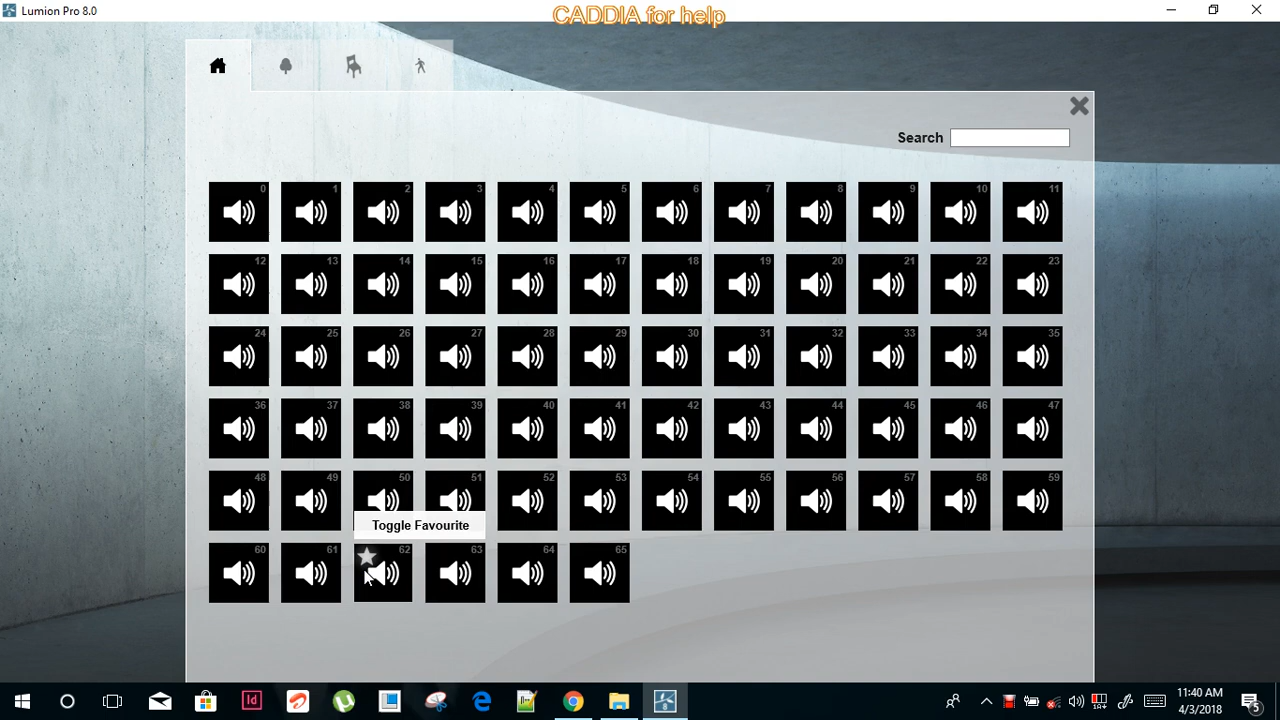 Lumion Pro 8.0
CADDIA for help
Search
0 1 2 3 4 5 6 7 8 9 10 11
12 13 14 15 16 17 18 19 20 21 22 23
24 25 26 27 28 29 30 31 32 33 34 35
36 37 38 39 40 41 42 43 44 45 46 47
48 49 50 51 52 53 54 55 56 57 58 59
Toggle Favourite
60 61 62 63 64 65
Id
8
10+
11:40 AM
4/3/2018
5